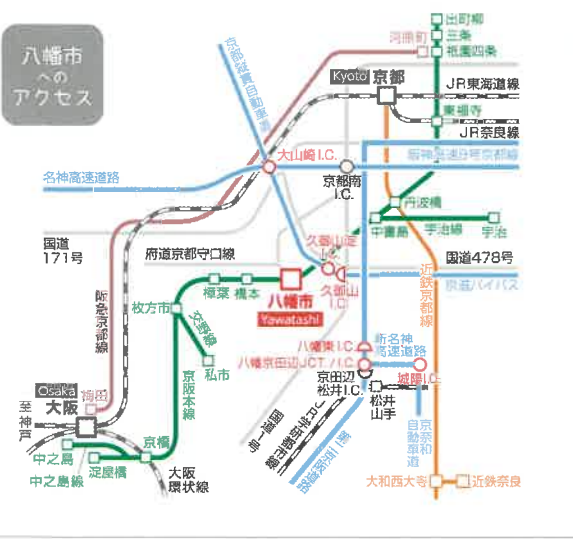 八幡市
への
アクセス
京都縦貫自動車道
河原町
出町柳
三条
祇園四条
Kyoto 京都
JR東海道線
東福寺
JR奈良線
大山崎I.C.
阪神高速8号京都線
名神高速道路
京都南
I.C.
丹波橋
中書島
宇治線
宇治
国道
171号
府道京都守口線
久御山淀
I.C.
国道478号
久御山
I.C.
京滋バイパス
近鉄京都線
樟葉
橋本
八幡市
Yawatashi
阪急京都線
枚方市
交野線
私市
京阪本線
八幡東I.C.
新名神
高速道路
八幡京田辺JCT./I.C.
城陽I.C.
京田辺
松井I.C.
松井
山手
国道1号
JR学研都市線
第二京阪道路
京奈和
自動車道
Osaka
大阪
梅田
至神戸
中之島
中之島線
淀屋橋
京橋
大阪
環状線
大和西大寺
近鉄奈良